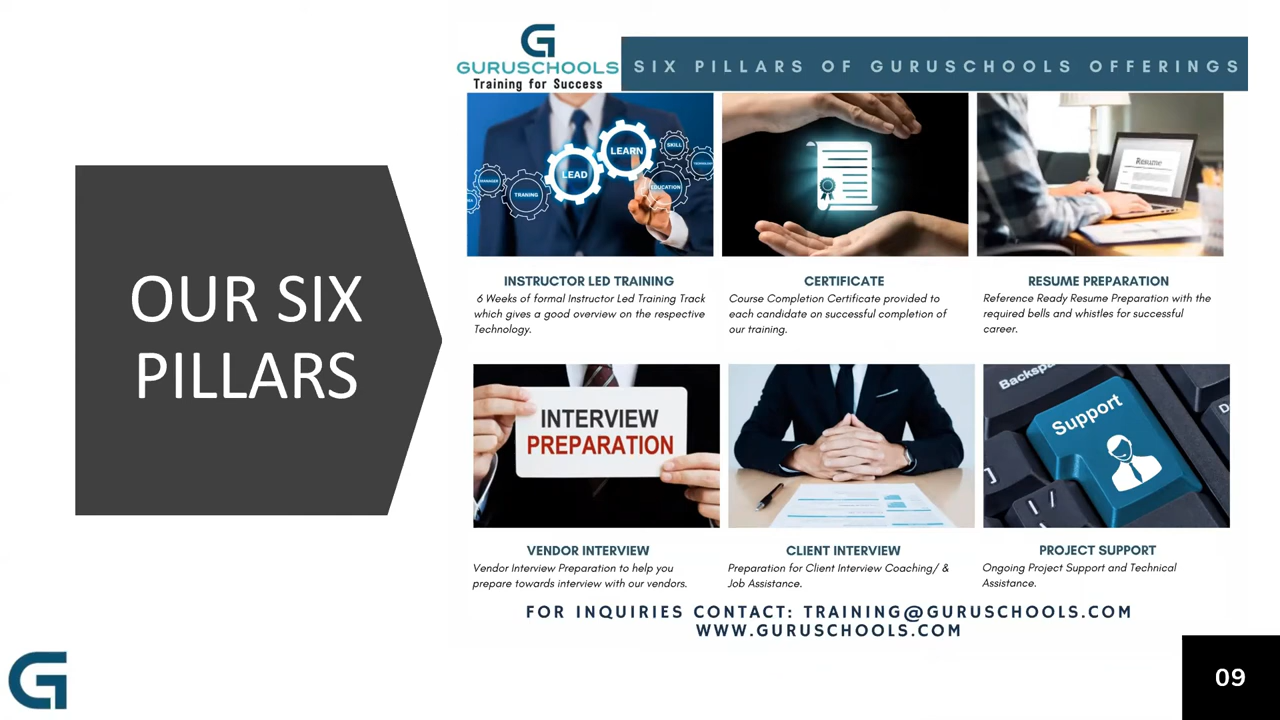 OUR SIX
PILLARS
GURUSCHOOLS
Training for Success
SIX PILLARS OF GURUSCHOOLS OFFERINGS
MANAGER
TRANING
LEAD
LEARN
SKILL
EDUCATION
Resume
INSTRUCTOR LED TRAINING
6 Weeks of formal Instructor Led Training Track
which gives a good overview on the respective
Technology.
CERTIFICATE
Course Completion Certificate provided to
each candidate on successful completion of
our training.
RESUME PREPARATION
Reference Ready Resume Preparation with the
required bells and whistles for successful
career.
INTERVIEW
PREPARATION
Backspa
Support
VENDOR INTERVIEW
Vendor Interview Preparation to help you
prepare towards interview with our vendors.
CLIENT INTERVIEW
Preparation for Client Interview Coaching/ &
Job Assistance.
PROJECT SUPPORT
Ongoing Project Support and Technical
Assistance.
FOR INQUIRIES CONTACT: TRAINING@GURUSCHOOLS.COM
WWW.GURUSCHOOLS.COM
09